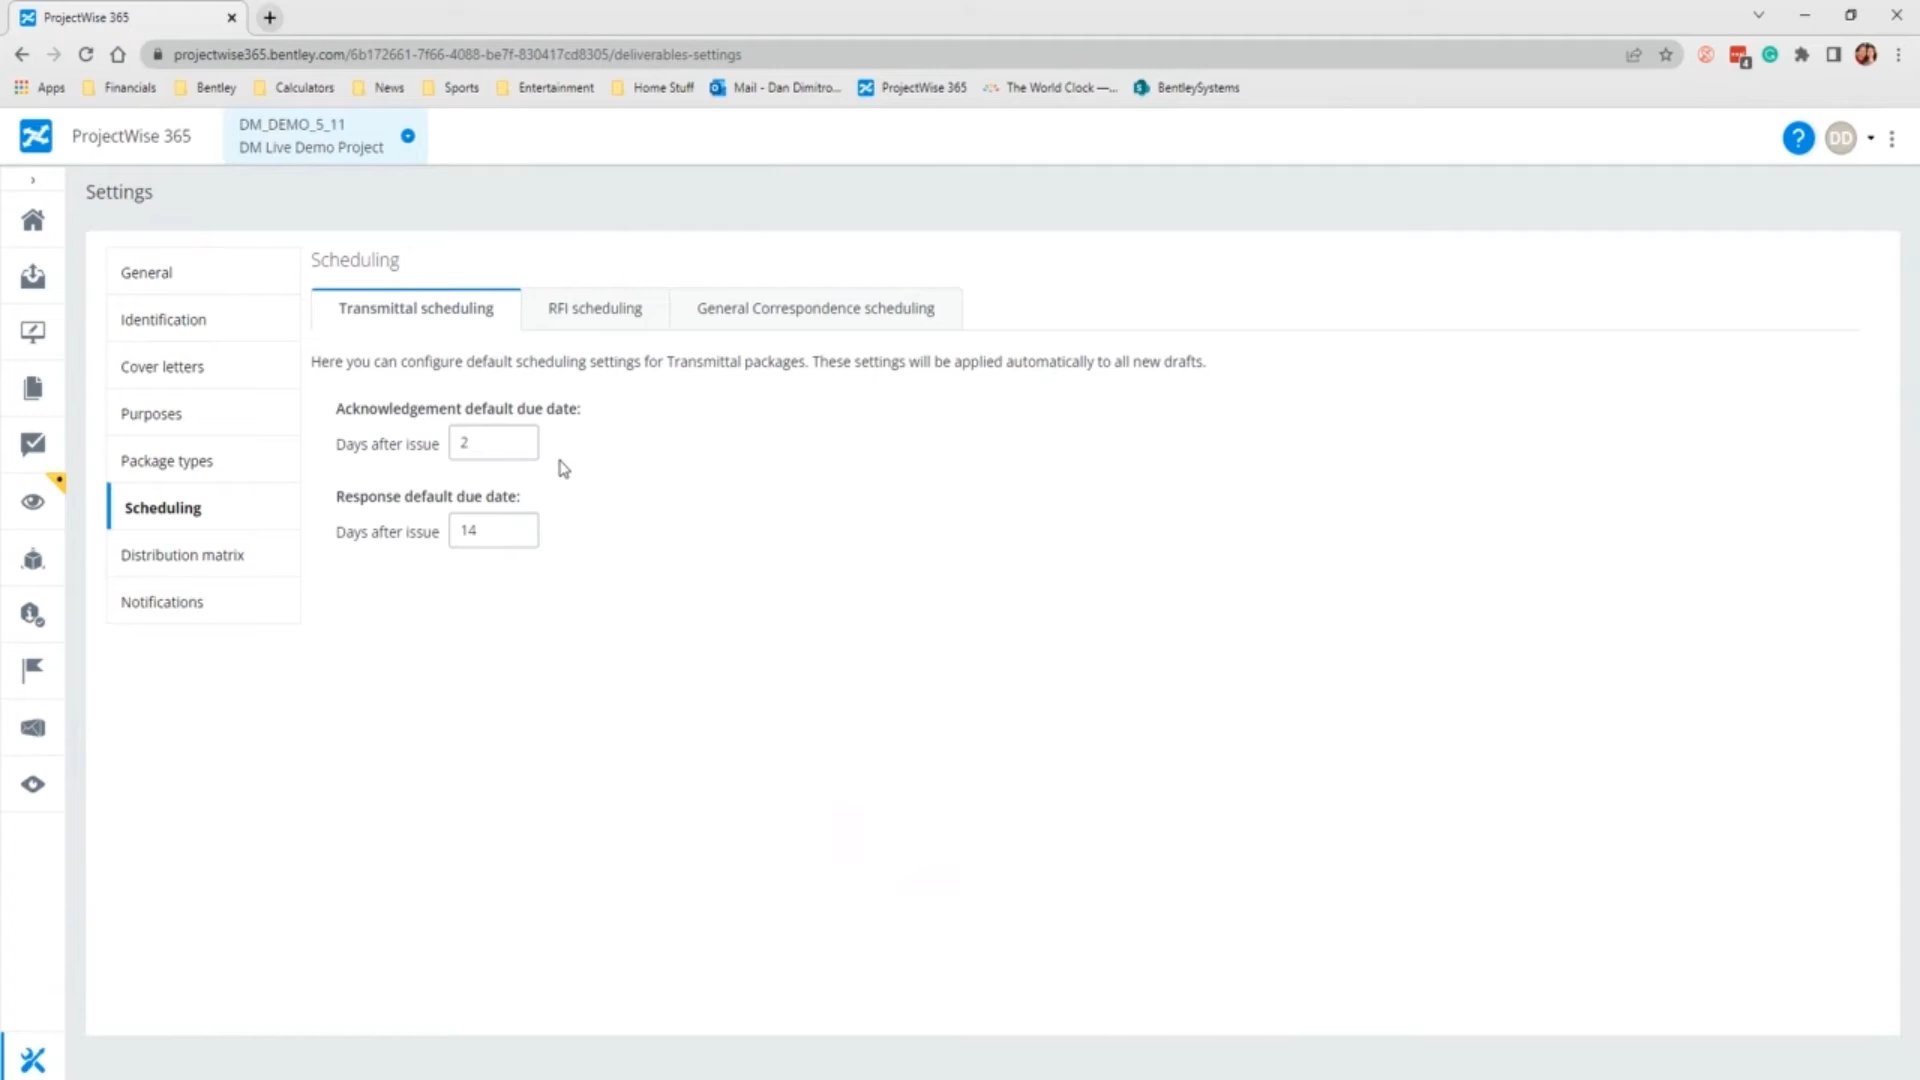 ProjectWise 365
projectwise365.bentley.com/6b172661-7f66-4088-be7f-830417cd8305/deliverables-settings
4
Apps Financials Bentley Calculators News Sports Entertainment Home Stuff Mail - Dan Dimitro... ProjectWise 365 The World Clock —... BentleySystems
ProjectWise 365
DM_DEMO_5_11
DM Live Demo Project
? DD
Settings
General
Identification
Cover letters
Purposes
Package types
Scheduling
Distribution matrix
Notifications
Scheduling
Transmittal scheduling RFI scheduling General Correspondence scheduling
Here you can configure default scheduling settings for Transmittal packages. These settings will be applied automatically to all new drafts.
Acknowledgement default due date:
Days after issue 2
Response default due date:
Days after issue 14